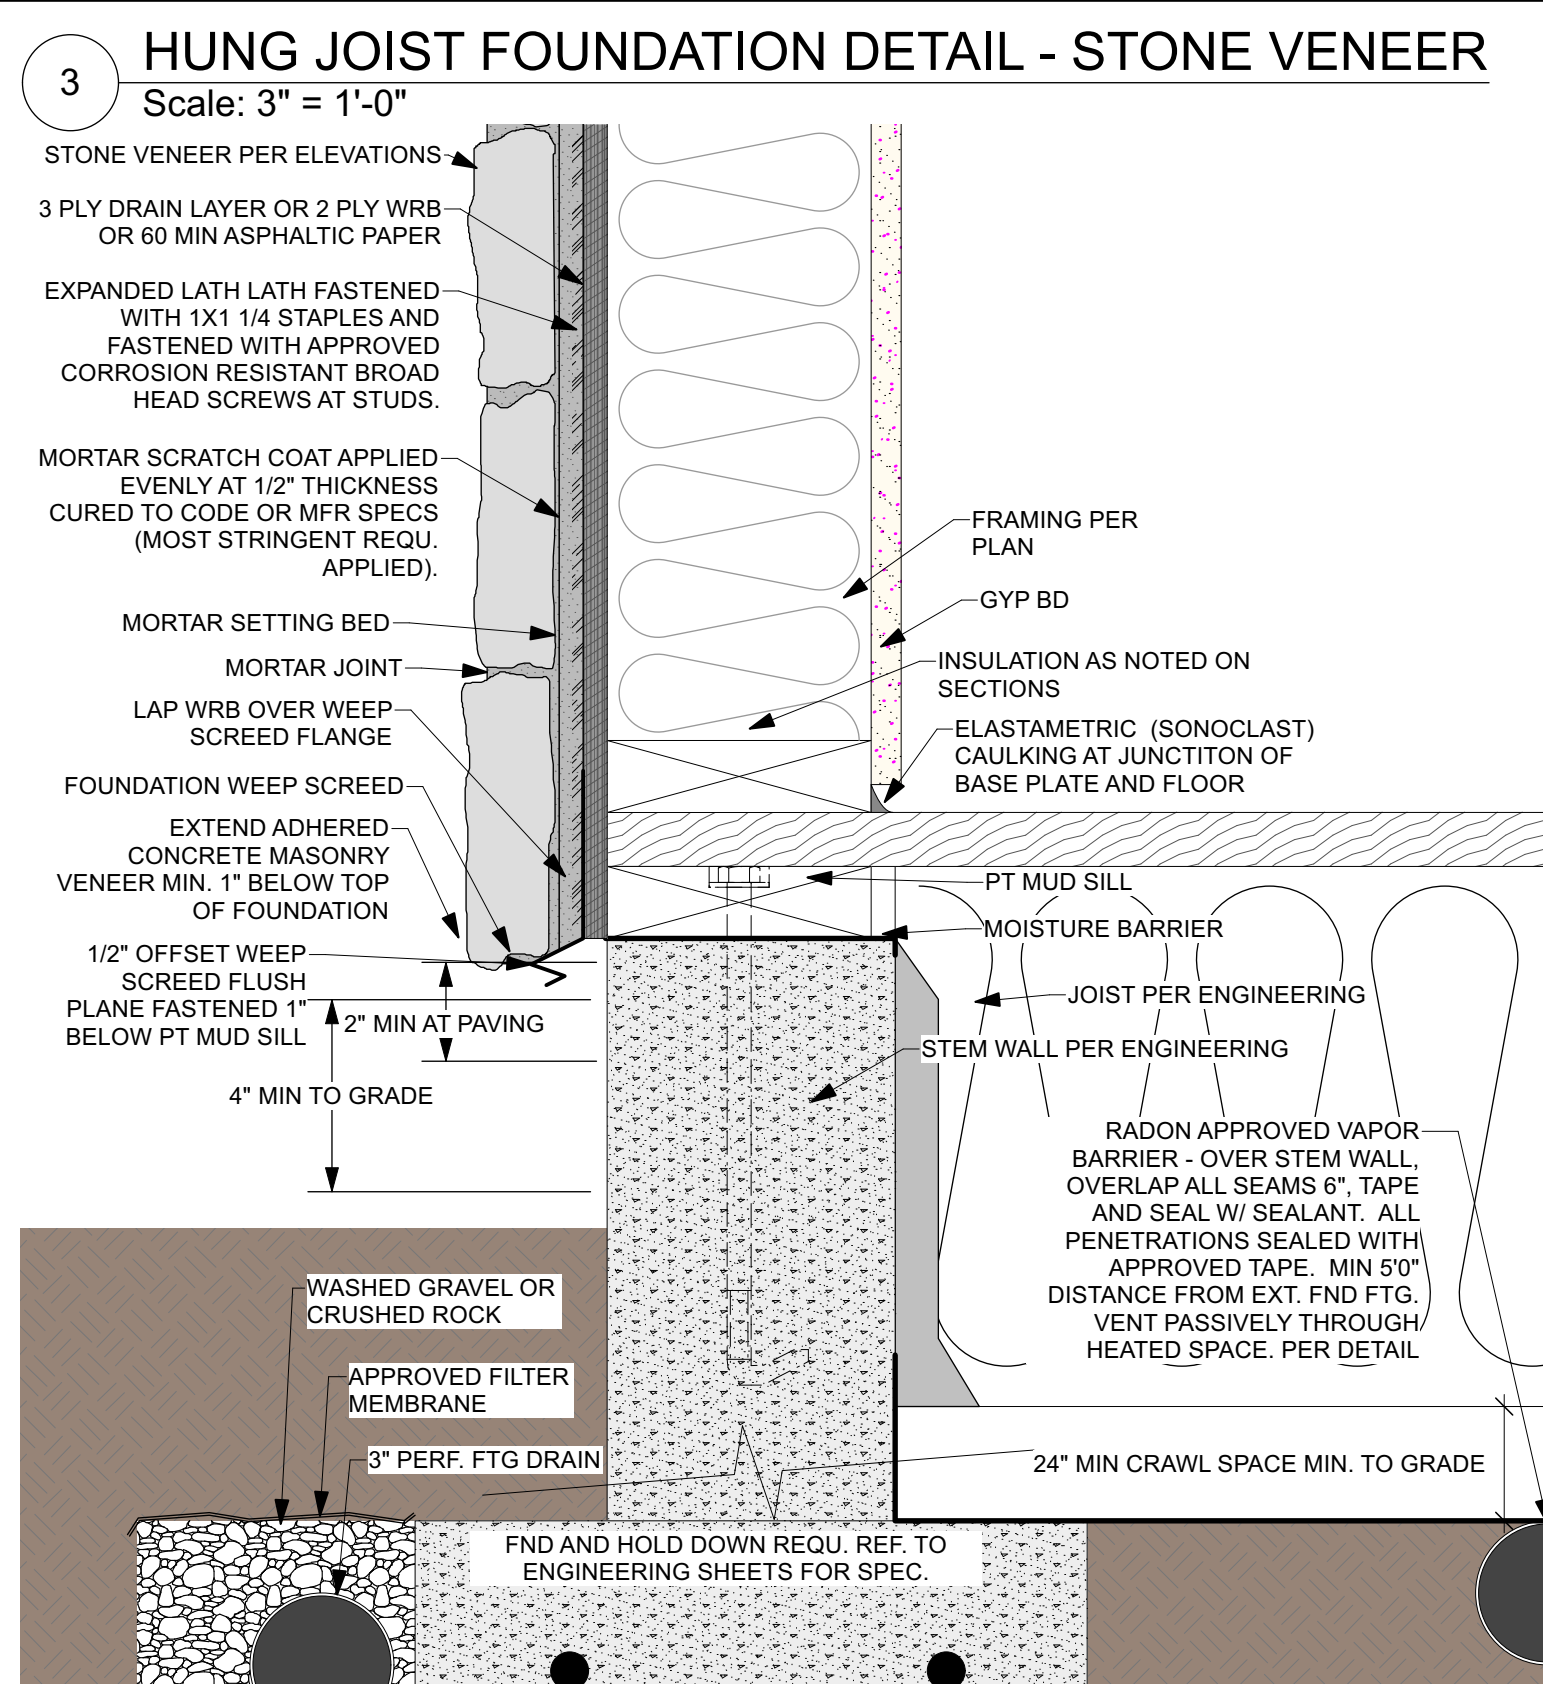 3
HUNG JOIST FOUNDATION DETAIL - STONE VENEER
Scale: 3" = 1'-0"
STONE VENEER PER ELEVATIONS
3 PLY DRAIN LAYER OR 2 PLY WRB
OR 60 MIN ASPHALTIC PAPER
EXPANDED LATH LATH FASTENED
WITH 1X1 1/4 STAPLES AND
FASTENED WITH APPROVED
CORROSION RESISTANT BROAD
HEAD SCREWS AT STUDS.
MORTAR SCRATCH COAT APPLIED
EVENLY AT 1/2" THICKNESS
CURED TO CODE OR MFR SPECS
(MOST STRINGENT REQU.
APPLIED).
MORTAR SETTING BED
MORTAR JOINT
LAP WRB OVER WEEP
SCREED FLANGE
FOUNDATION WEEP SCREED
EXTEND ADHERED
CONCRETE MASONRY
VENEER MIN. 1" BELOW TOP
OF FOUNDATION
1/2" OFFSET WEEP
SCREED FLUSH
PLANE FASTENED 1"
BELOW PT MUD SILL
2" MIN AT PAVING
4" MIN TO GRADE
FRAMING PER
PLAN
GYP BD
INSULATION AS NOTED ON
SECTIONS
ELASTAMETRIC (SONOCLAST)
CAULKING AT JUNCTITON OF
BASE PLATE AND FLOOR
PT MUD SILL
MOISTURE BARRIER
JOIST PER ENGINEERING
STEM WALL PER ENGINEERING
RADON APPROVED VAPOR
BARRIER - OVER STEM WALL,
OVERLAP ALL SEAMS 6", TAPE
AND SEAL W/ SEALANT. ALL
PENETRATIONS SEALED WITH
APPROVED TAPE. MIN 5'0"
DISTANCE FROM EXT. FND FTG.
VENT PASSIVELY THROUGH
HEATED SPACE. PER DETAIL
WASHED GRAVEL OR
CRUSHED ROCK
APPROVED FILTER
MEMBRANE
3" PERF. FTG DRAIN
24" MIN CRAWL SPACE MIN. TO GRADE
FND AND HOLD DOWN REQU. REF. TO
ENGINEERING SHEETS FOR SPEC.